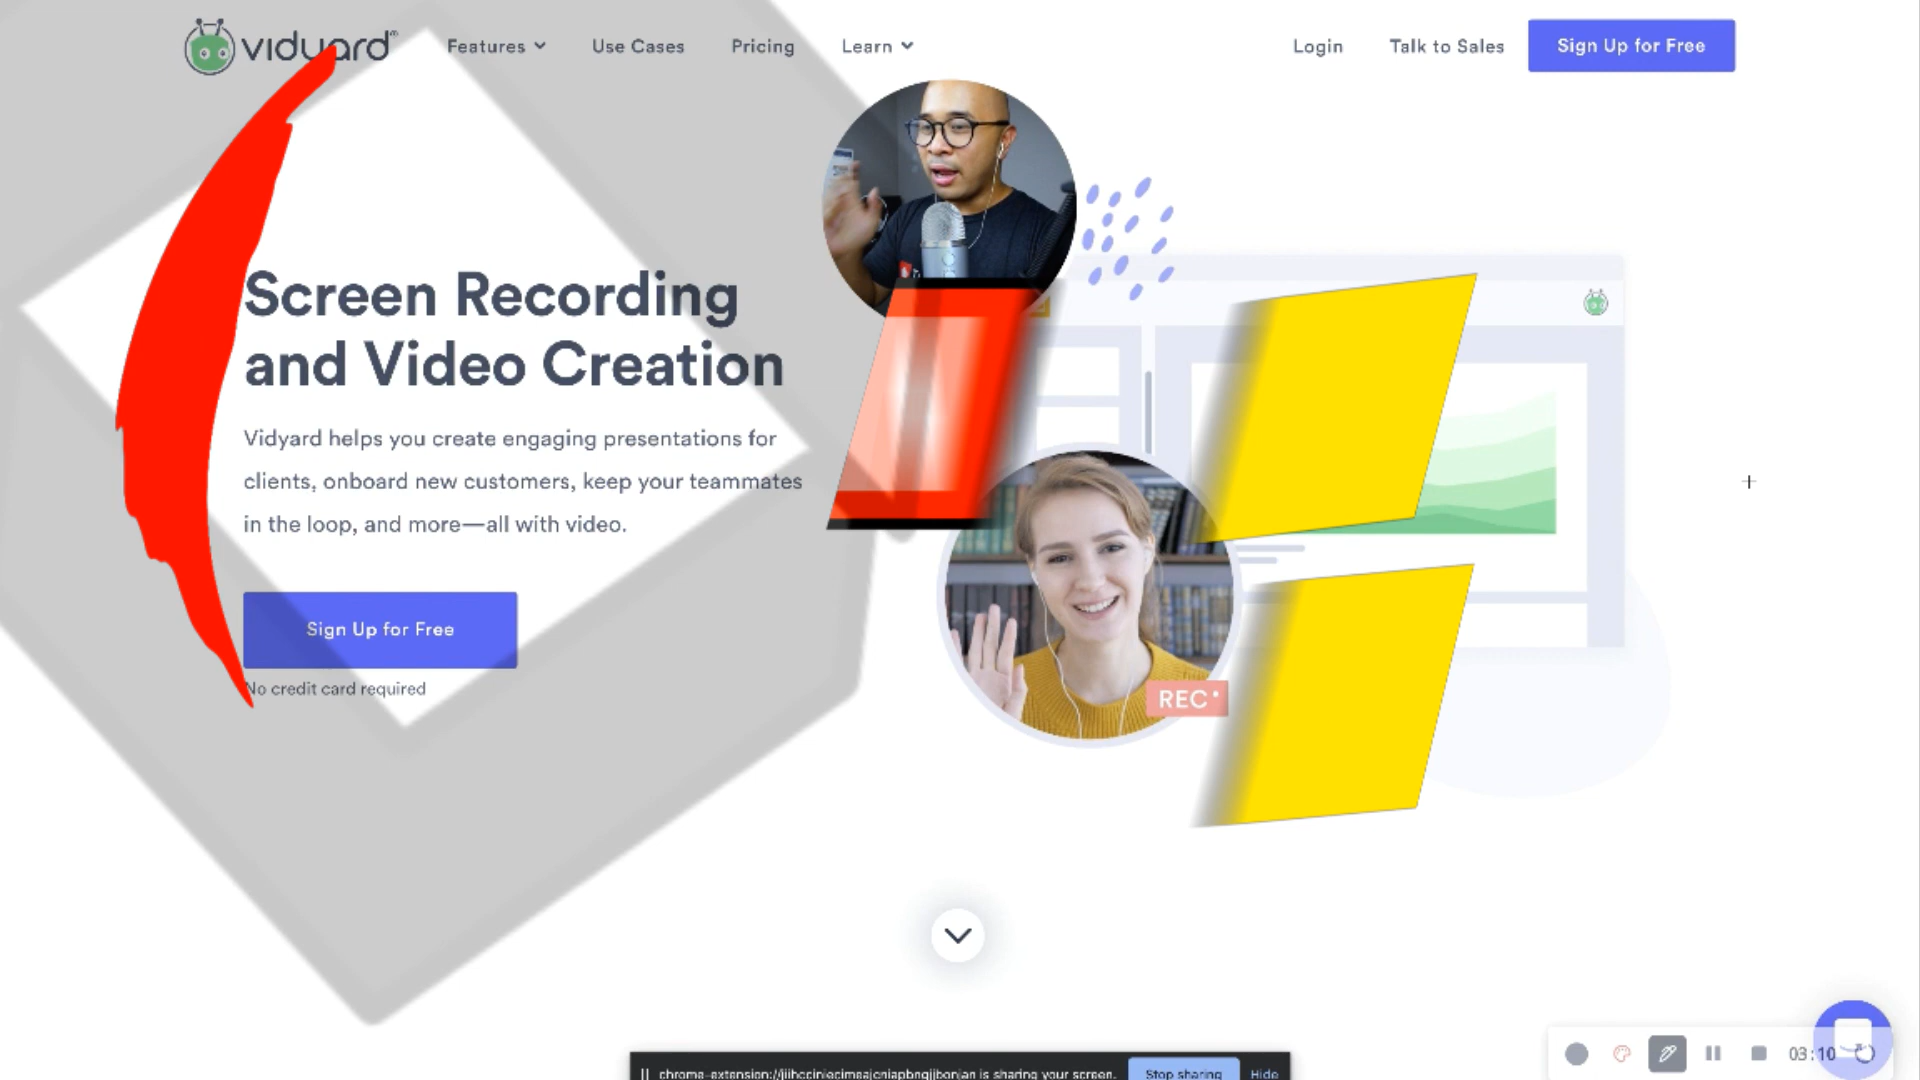 vidyard
Features
Use Cases
Pricing
Learn
Login
Talk to Sales
Sign Up for Free
Screen Recording
and Video Creation
Vidyard helps you create engaging presentations for
clients, onboard new customers, keep your teammates
in the loop, and more—all with video.
Sign Up for Free
No credit card required
REC
is sharing your screen.
Stop sharing
Hide
03:10